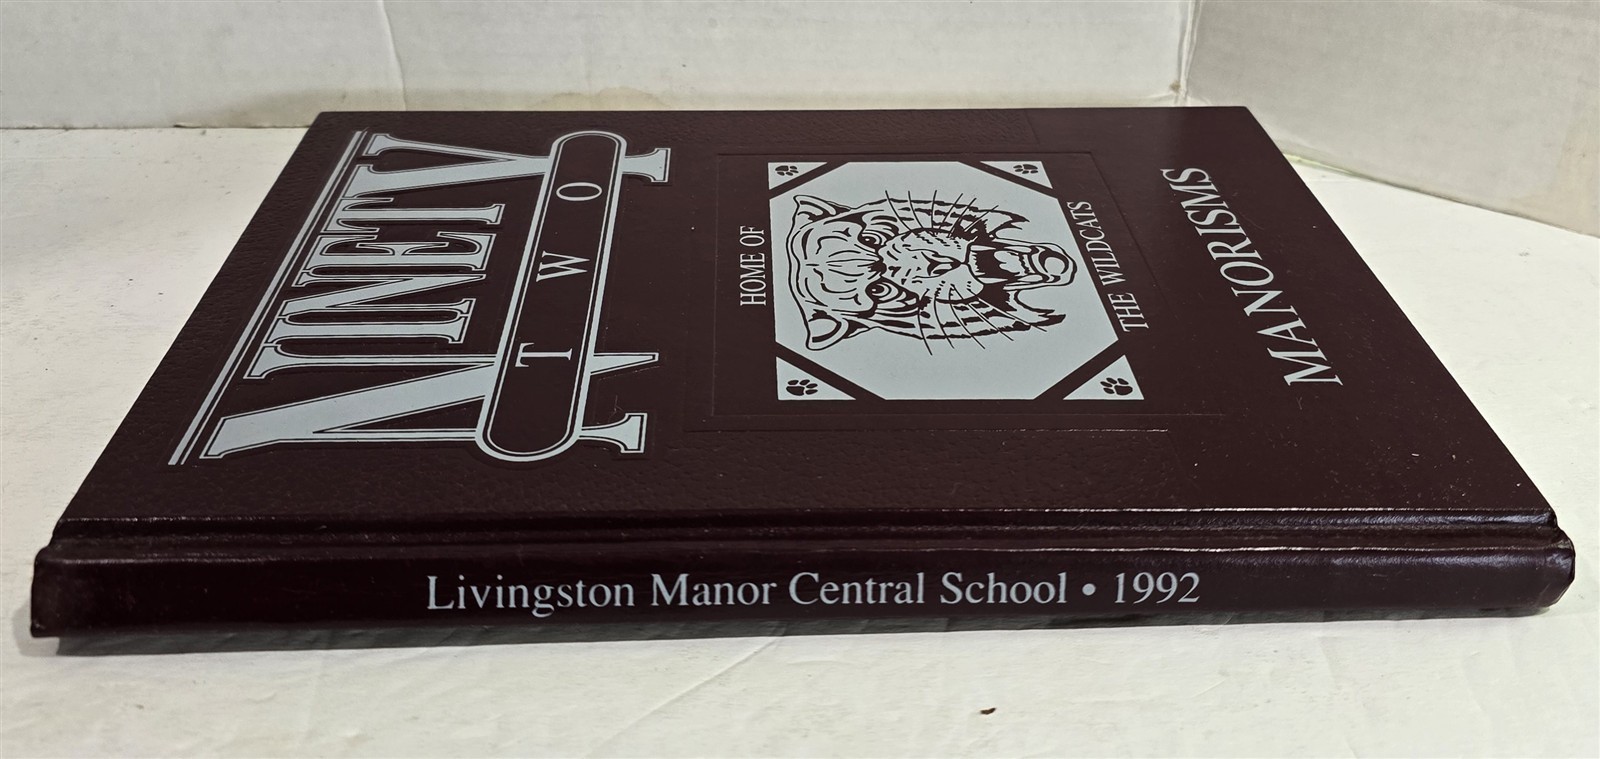 NINETY
TWO
HOME OF
THE WILDCATS
MANORISMS
Livingston Manor Central School • 1992